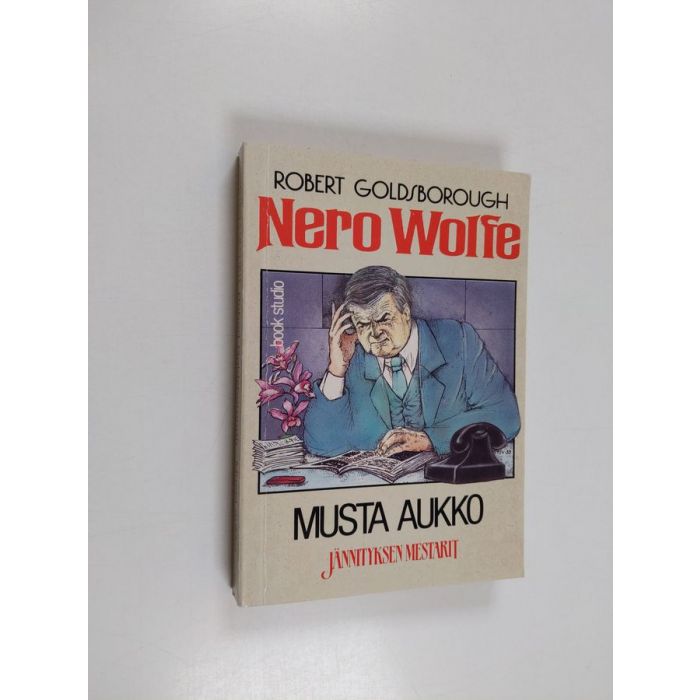 ROBERT GOLDSBOROUGH
Nero Wolfe
book studio
MUSTA AUKKO
JÄNNITYKSEN MESTARIT